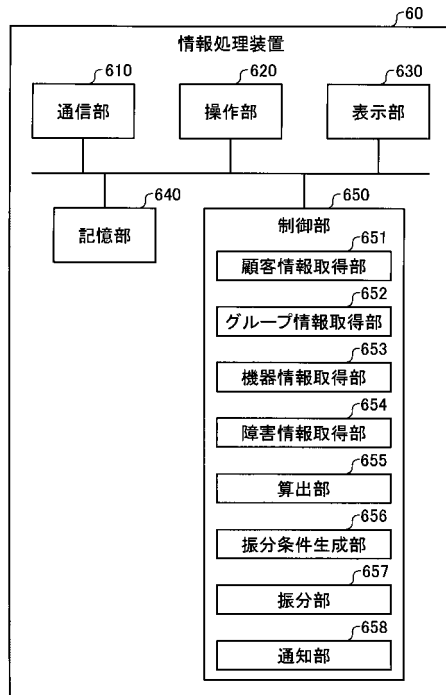 60
情報処理装置
610
通信部
620
操作部
630
表示部
640
記憶部
650
制御部
651
顧客情報取得部
652
グループ情報取得部
653
機器情報取得部
654
障害情報取得部
655
算出部
656
振分条件生成部
657
振分部
658
通知部